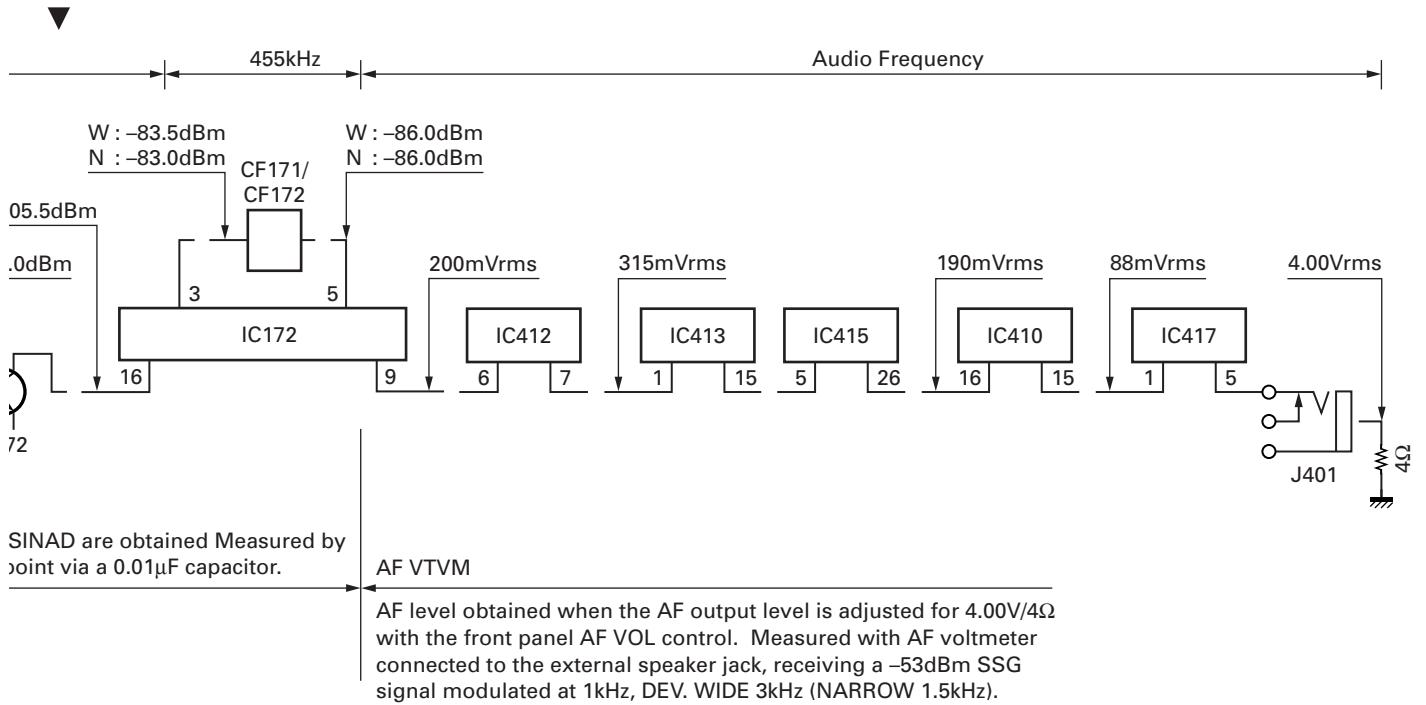 455kHz
Audio Frequency
W : –83.5dBm
N : –83.0dBm
W : –86.0dBm
N : –86.0dBm
CF171/
CF172
05.5dBm
.0dBm
200mVrms
315mVrms
190mVrms
88mVrms
4.00Vrms
3
5
IC172
IC412
IC413
IC415
IC410
IC417
16
9
6
7
1
15
5
26
16
15
1
5
72
J401
4Ω
SINAD are obtained Measured by
point via a 0.01μF capacitor.
AF VTVM
AF level obtained when the AF output level is adjusted for 4.00V/4Ω
with the front panel AF VOL control. Measured with AF voltmeter
connected to the external speaker jack, receiving a –53dBm SSG
signal modulated at 1kHz, DEV. WIDE 3kHz (NARROW 1.5kHz).